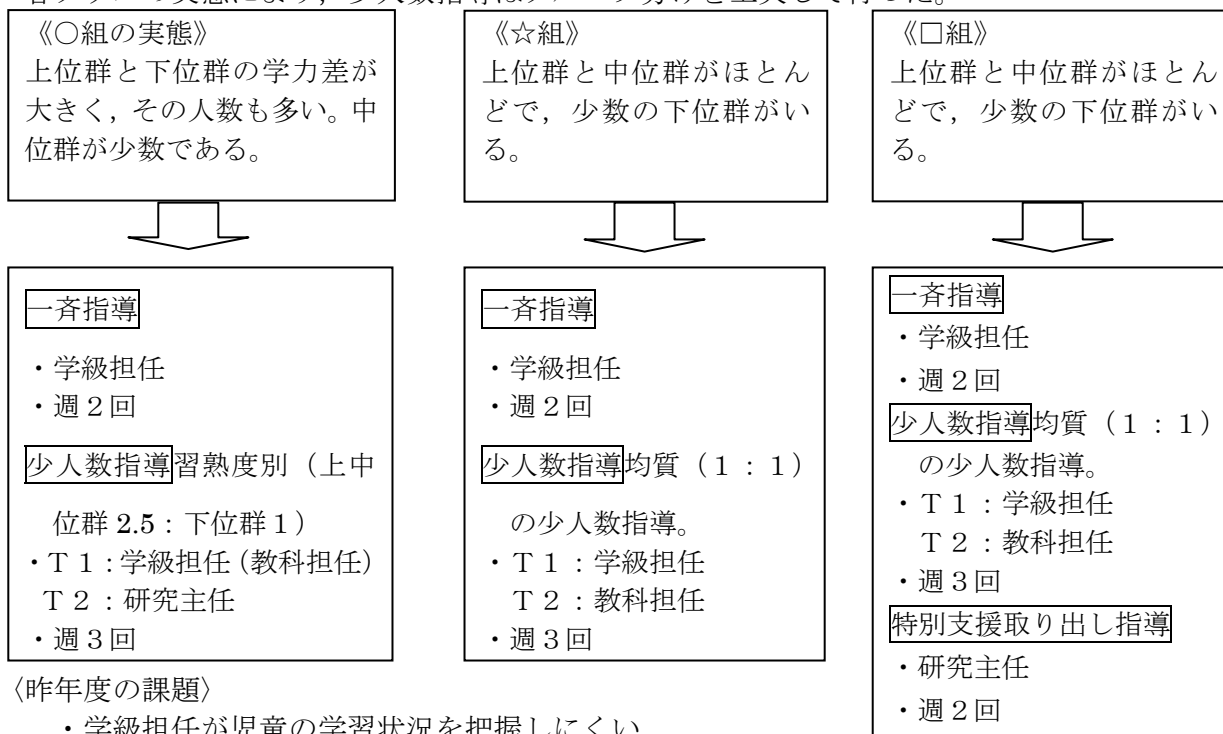 各クラスの実態により，少人数指導はグループ分けを工夫して行った。
《○組の実態》
上位群と下位群の学力差が
大きく，その人数も多い。中
位群が少数である。
《☆組》
上位群と中位群がほとん
どで，少数の下位群がい
る。
《□組》
上位群と中位群がほとん
どで，少数の下位群がい
る。
一斉指導
・学級担任
・週２回
少人数指導習熟度別（上中
位群 2.5：下位群１）
・Ｔ１：学級担任（教科担任）
Ｔ２：研究主任
・週３回
一斉指導
・学級担任
・週２回
少人数指導均質（１：１）
の少人数指導。
・Ｔ１：学級担任
Ｔ２：教科担任
・週３回
一斉指導
・学級担任
・週２回
少人数指導均質（１：１）
の少人数指導。
・Ｔ１：学級担任
Ｔ２：教科担任
・週３回
特別支援取り出し指導
・研究主任
・週２回
〈昨年度の課題〉
・学級担任が児童の学習状況を把握しにくい